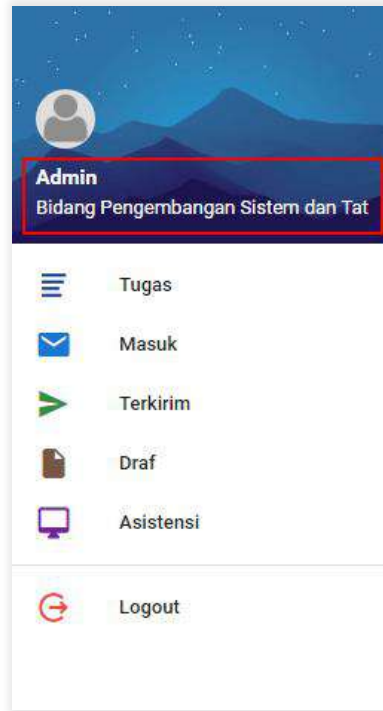 Admin
Bidang Pengembangan Sistem dan Tat
Tugas
Masuk
Terkirim
Draf
Asistensi
Logout